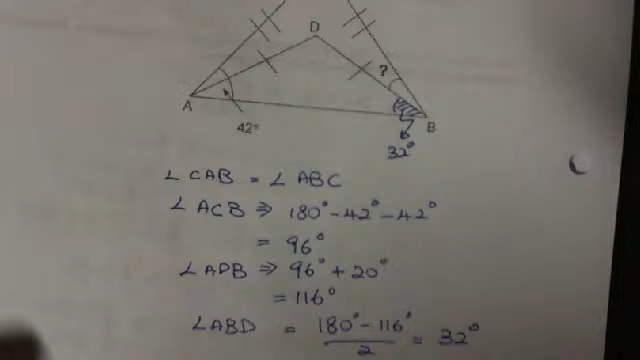 D
?
A
42°
B
32°
∠CAB = ∠ABC
∠ACB ⇒ 180° - 42° - 42°
= 96°
∠ADB ⇒ 96° + 20°
= 116°
∠ABD = 180° - 116° / 2 = 32°